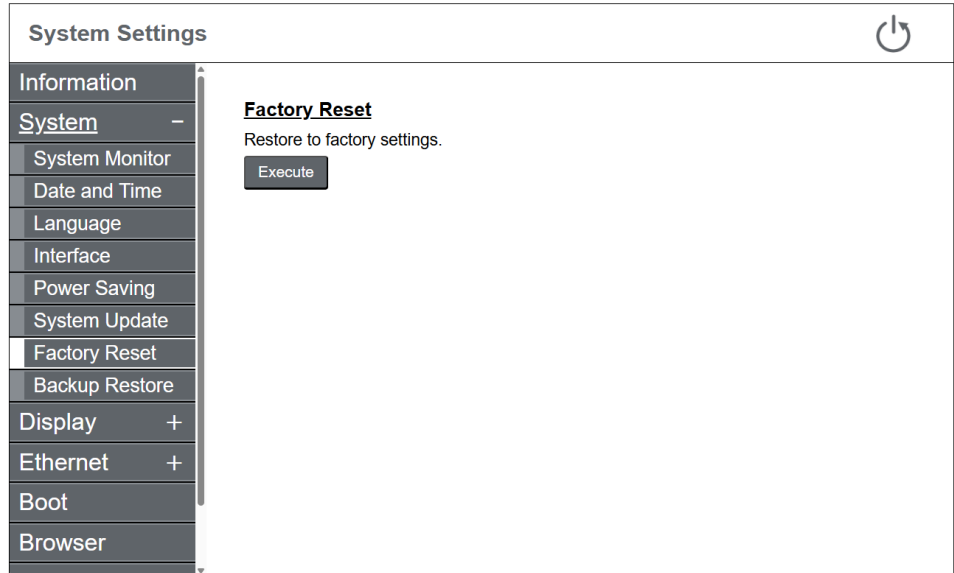 System Settings
Information
System −
System Monitor
Date and Time
Language
Interface
Power Saving
System Update
Factory Reset
Backup Restore
Display +
Ethernet +
Boot
Browser
Factory Reset
Restore to factory settings.
Execute